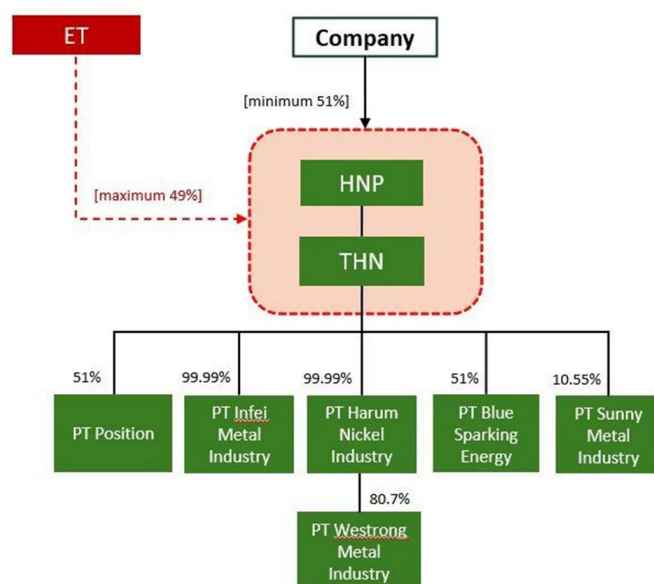 ET
Company
[minimum 51%]
[maximum 49%]
HNP
THN
51%
99.99%
99.99%
51%
10.55%
PT Position
PT Infei
Metal
Industry
PT Harum
Nickel
Industry
PT Blue
Sparking
Energy
PT Sunny
Metal
Industry
80.7%
PT Westrong
Metal
Industry